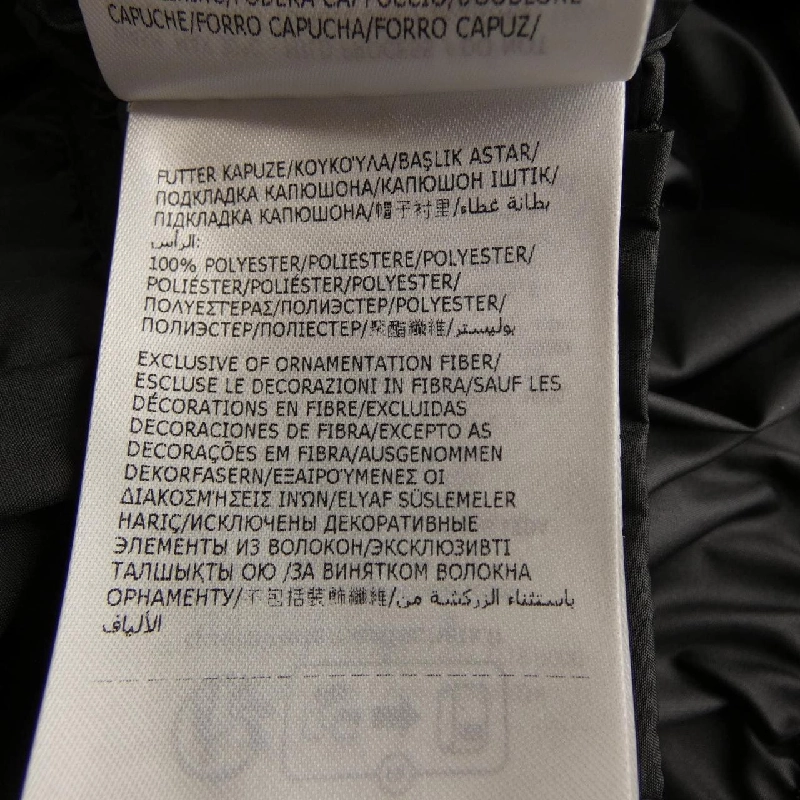 CAPUCHE/FORRO CAPUCHA/FORRO CAPUZ/
FUTTER KAPUZE/ΚΟΥΚΟΎΛΑ/BAŞLIK ASTAR/
ПОДКЛАДКА КАПЮШОНА/КАПЮШОН ІШТІК/
ПІДКЛАДКА КАПЮШОНА/帽子衬里/بطانة غطاء
الرأس:
100% POLYESTER/POLIESTERE/POLYESTER/
POLIÉSTER/POLIÉSTER/POLYESTER/
ΠΟΛΥΕΣΤΕΡΑΣ/ПОЛИЭСТЕР/POLYESTER/
ПОЛИЭСТЕР/ПОЛІЕСТЕР/聚酯纖維/بوليستر
EXCLUSIVE OF ORNAMENTATION FIBER/
ESCLUSE LE DECORAZIONI IN FIBRA/SAUF LES
DÉCORATIONS EN FIBRE/EXCLUIDAS
DECORACIONES DE FIBRA/EXCEPTO AS
DECORAÇÕES EM FIBRA/AUSGENOMMEN
DEKORFASERN/ΕΞΑΙΡΟΎΜΕΝΕΣ ΟΙ
ΔΙΑΚΟΣΜΉΣΕΙΣ ΙΝΏΝ/ELYAF SÜSLEMELER
HARIÇ/ИСКЛЮЧЕНЫ ДЕКОРАТИВНЫЕ
ЭЛЕМЕНТЫ ИЗ ВОЛОКОН/ЭКСКЛЮЗИВТІ
ТАЛШЫҚТЫ ОЮ /ЗА ВИНЯТКОМ ВОЛОКНА
ОРНАМЕНТУ/不包括裝飾纖維/باستثناء الزركشة من
الألياف